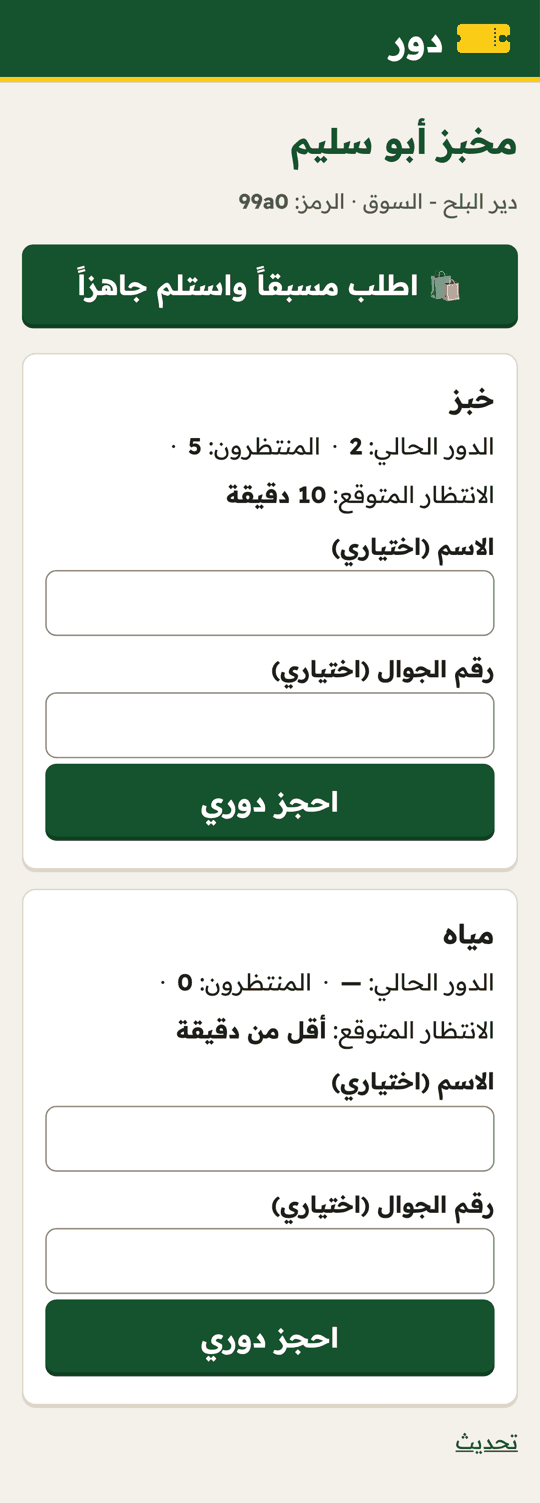 دور
مخبز أبو سليم
دير البلح - السوق · الرمز: 99a0
اطلب مسبقاً واستلم جاهزاً
خبز
الدور الحالي: 2 · المنتظرون: 5 ·
الانتظار المتوقع: 10 دقيقة
الاسم (اختياري)
رقم الجوال (اختياري)
احجز دوري
مياه
الدور الحالي: — · المنتظرون: 0 ·
الانتظار المتوقع: أقل من دقيقة
الاسم (اختياري)
رقم الجوال (اختياري)
احجز دوري
تحديث